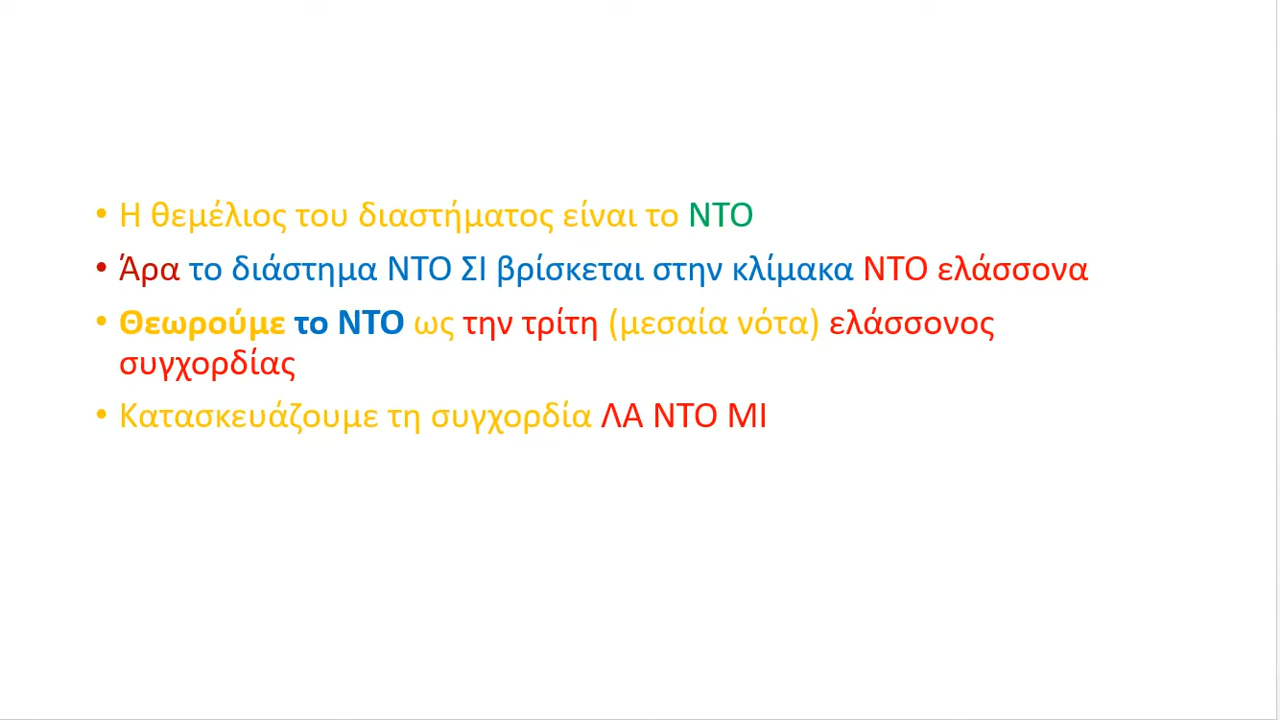 • Η θεμέλιος του διαστήματος είναι το ΝΤΟ
• Άρα το διάστημα ΝΤΟ ΣΙ βρίσκεται στην κλίμακα ΝΤΟ ελάσσονα
• Θεωρούμε το ΝΤΟ ως την τρίτη (μεσαία νότα) ελάσσονος
συγχορδίας
• Κατασκευάζουμε τη συγχορδία ΛΑ ΝΤΟ ΜΙ